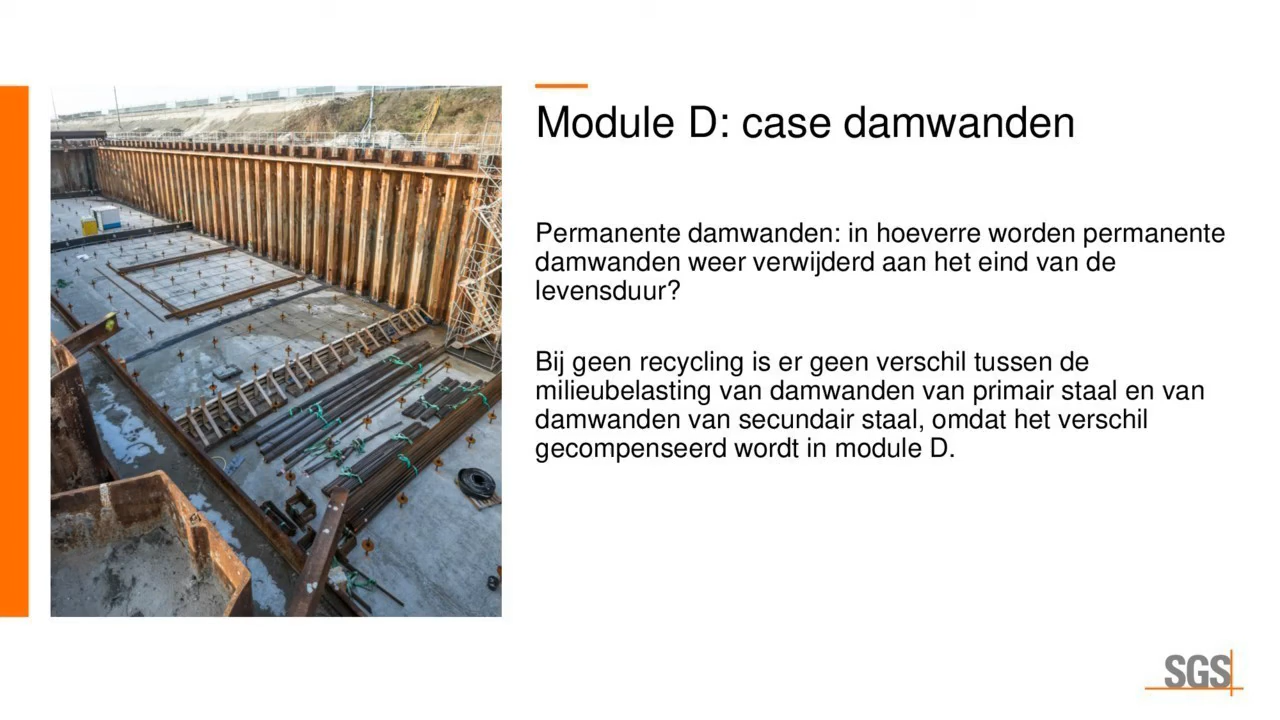 Module D: case damwanden
Permanente damwanden: in hoeverre worden permanente
damwanden weer verwijderd aan het eind van de
levensduur?
Bij geen recycling is er geen verschil tussen de
milieubelasting van damwanden van primair staal en van
damwanden van secundair staal, omdat het verschil
gecompenseerd wordt in module D.
SGS